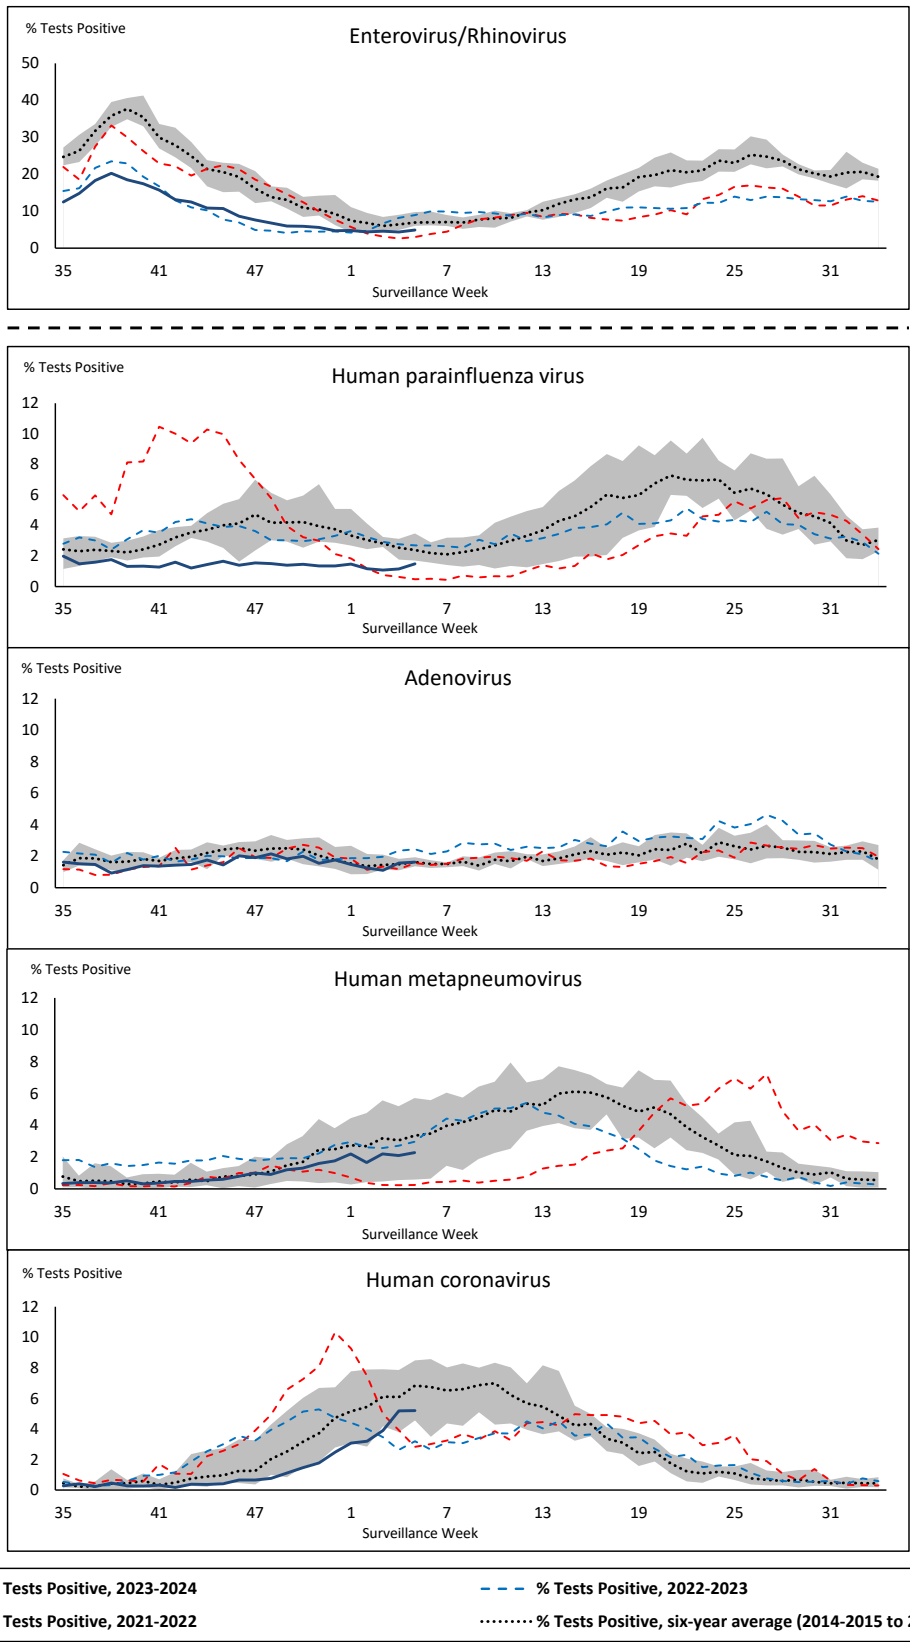 % Tests Positive
Enterovirus/Rhinovirus
50
40
30
20
10
0
35 41 47 1 7 13 19 25 31
Surveillance Week
% Tests Positive
Human parainfluenza virus
12
10
8
6
4
2
0
35 41 47 1 7 13 19 25 31
Surveillance Week
% Tests Positive
Adenovirus
12
10
8
6
4
2
0
35 41 47 1 7 13 19 25 31
Surveillance Week
% Tests Positive
Human metapneumovirus
12
10
8
6
4
2
0
35 41 47 1 7 13 19 25 31
Surveillance Week
% Tests Positive
Human coronavirus
12
10
8
6
4
2
0
35 41 47 1 7 13 19 25 31
Surveillance Week
Tests Positive, 2023-2024 % Tests Positive, 2022-2023
Tests Positive, 2021-2022 % Tests Positive, six-year average (2014-2015 to